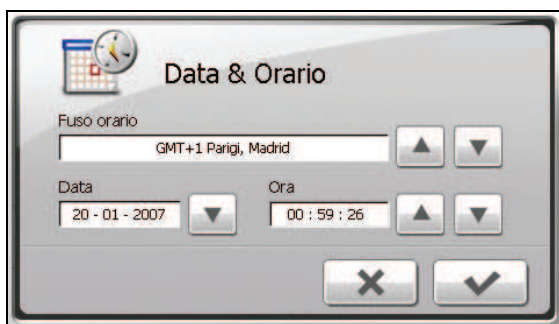 Data & Orario
Fuso orario
GMT+1 Parigi, Madrid
Data Ora
20 - 01 - 2007 00 : 59 : 26